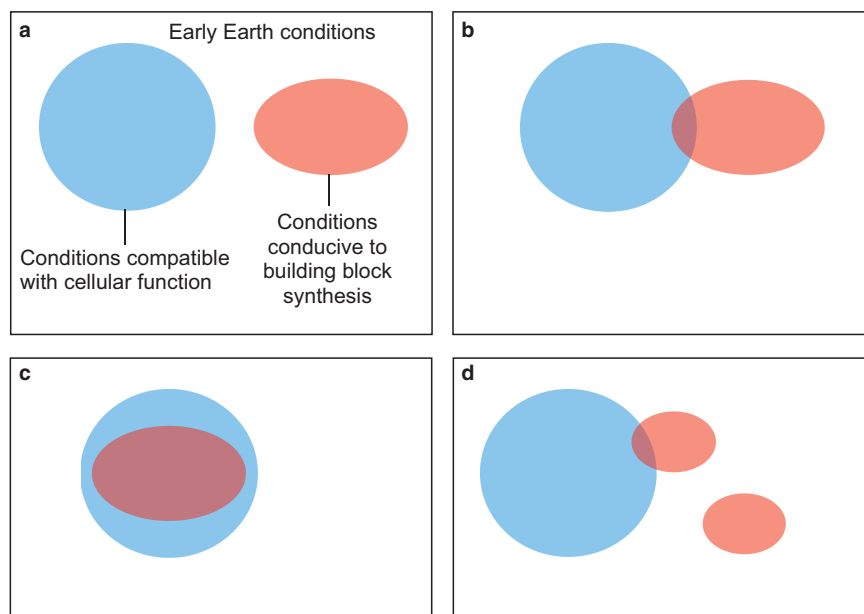 a
Early Earth conditions
Conditions compatible
with cellular function
Conditions
conducive to
building block
synthesis
b
c
d